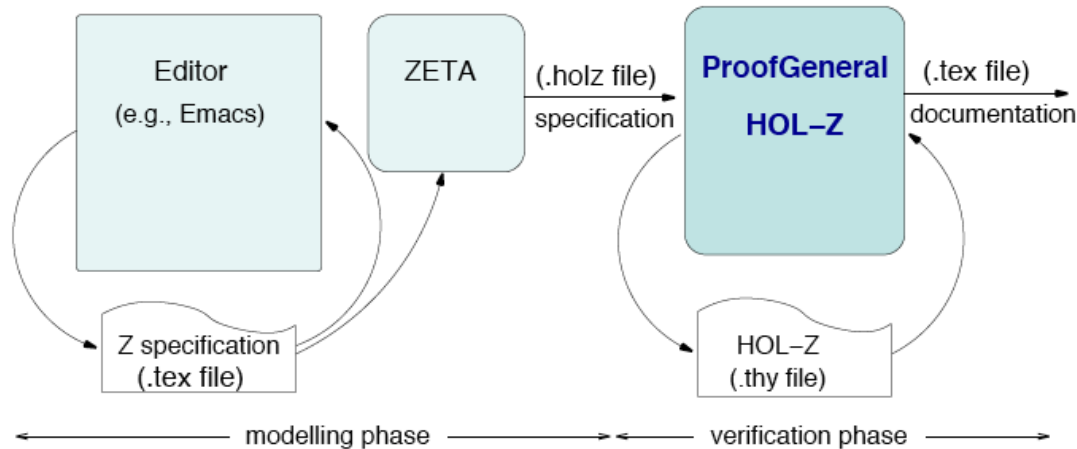 Editor
(e.g., Emacs)
ZETA
(.holz file)
specification
ProofGeneral
HOL–Z
(.tex file)
documentation
Z specification
(.tex file)
HOL–Z
(.thy file)
modelling phase
verification phase